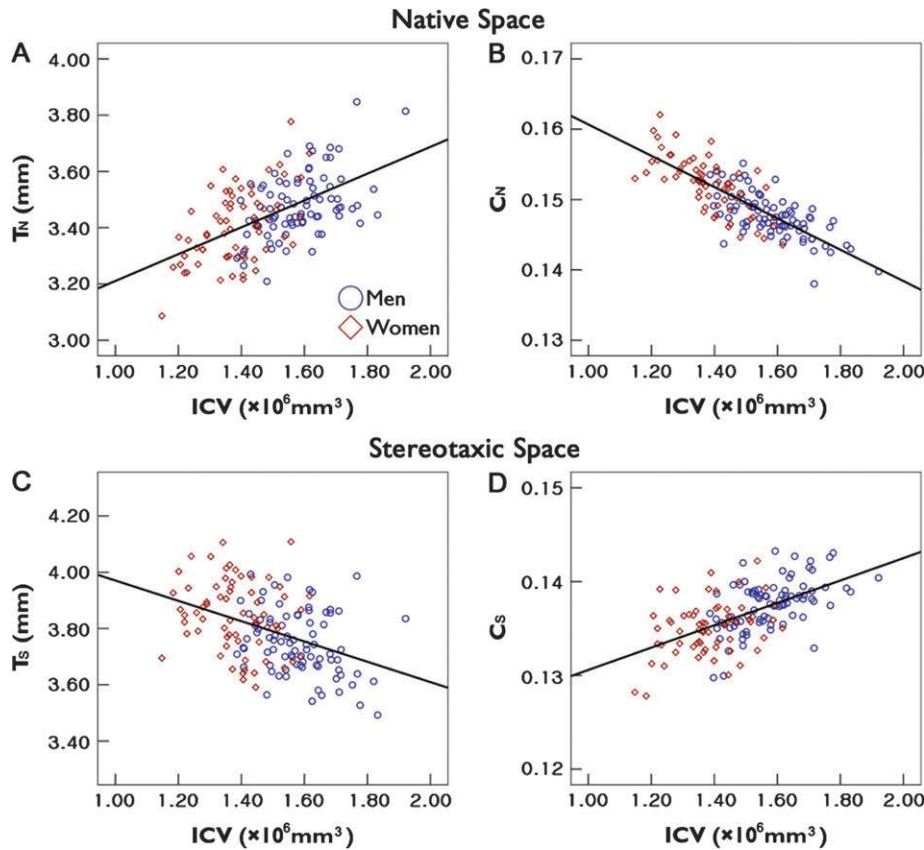 Native Space
A
4.00
3.80
3.60
3.40
3.20
3.00
T_N (mm)
Men
Women
1.00 1.20 1.40 1.60 1.80 2.00
ICV (×10⁶mm³)
B
0.17
0.16
0.15
0.14
0.13
C_N
1.00 1.20 1.40 1.60 1.80 2.00
ICV (×10⁶mm³)
Stereotaxic Space
C
4.20
4.00
3.80
3.60
3.40
T_S (mm)
1.00 1.20 1.40 1.60 1.80 2.00
ICV (×10⁶mm³)
D
0.15
0.14
0.13
0.12
C_S
1.00 1.20 1.40 1.60 1.80 2.00
ICV (×10⁶mm³)